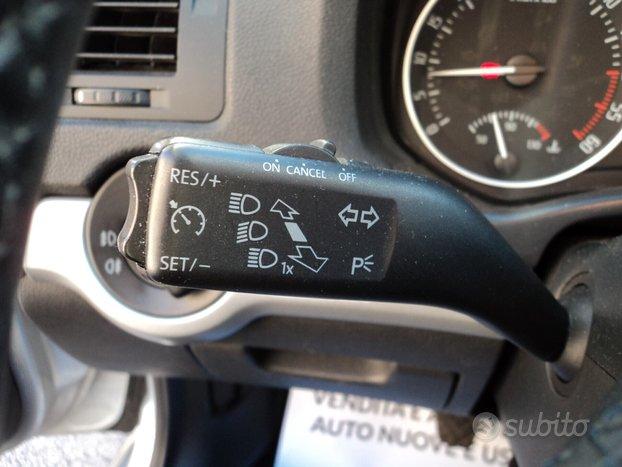 ON CANCEL OFF
RES/+
SET/-
1x
P
VENDITA E
AUTO NUOVE E US
subito